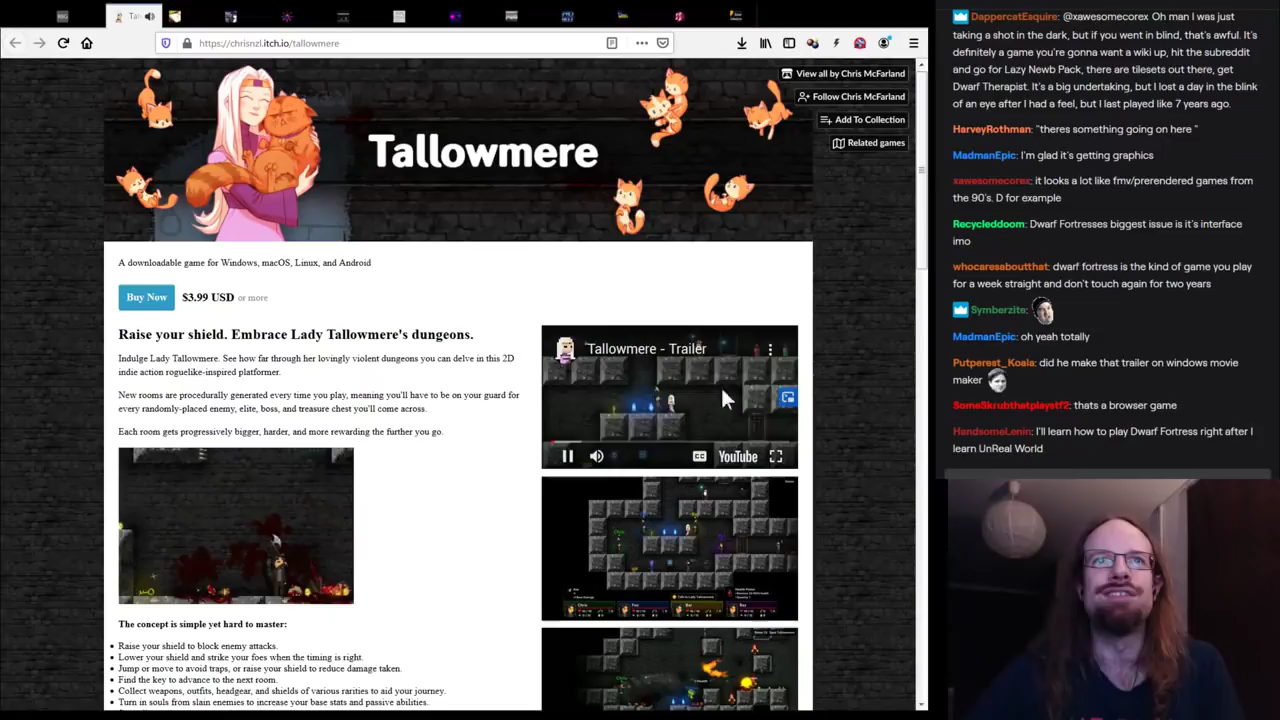 https://chrisnzl.itch.io/tallowmere
View all by Chris McFarland
Follow Chris McFarland
Add To Collection
Related games
Tallowmere
A downloadable game for Windows, macOS, Linux, and Android
Buy Now $3.99 USD or more
Raise your shield. Embrace Lady Tallowmere's dungeons.
Indulge Lady Tallowmere. See how far through her lovingly violent dungeons you can delve in this 2D
indie action roguelike-inspired platformer.
New rooms are procedurally generated every time you play, meaning you'll have to be on your guard for
every randomly-placed enemy, elite, boss, and treasure chest you'll come across.
Each room gets progressively bigger, harder, and more rewarding the further you go.
The concept is simple yet hard to master:
Raise your shield to block enemy attacks.
Lower your shield and strike your foes when the timing is right.
Jump or move to avoid traps, or raise your shield to reduce damage taken.
Find the key to advance to the next room.
Collect weapons, outfits, headgear, and shields of various rarities to aid your journey.
Turn in souls from slain enemies to increase your base stats and passive abilities.
Tallowmere - Trailer
CC YouTube
DappercatEsquire: @xawesomecorex Oh man I was just
taking a shot in the dark, but if you went in blind, that's awful. It's
definitely a game you're gonna want a wiki up, hit the subreddit
and go for Lazy Newb Pack, there are tilesets out there, get
Dwarf Therapist. It's a big undertaking, but I lost a day in the blink
of an eye after I had a feel, but I last played like 7 years ago.
HarveyRothman: "theres something going on here "
MadmanEpic: I'm glad it's getting graphics
xawesomecorex: it looks a lot like fmv/prerendered games from
the 90's. D for example
Recycleddoom: Dwarf Fortresses biggest issue is it's interface
imo
whocaresaboutthat: dwarf fortress is the kind of game you play
for a week straight and don't touch again for two years
Symberzite:
MadmanEpic: oh yeah totally
Putperest_Koala: did he make that trailer on windows movie
maker
SomeSkrubthatplaystf2: thats a browser game
HandsomeLenin: I'll learn how to play Dwarf Fortress right after I
learn UnReal World